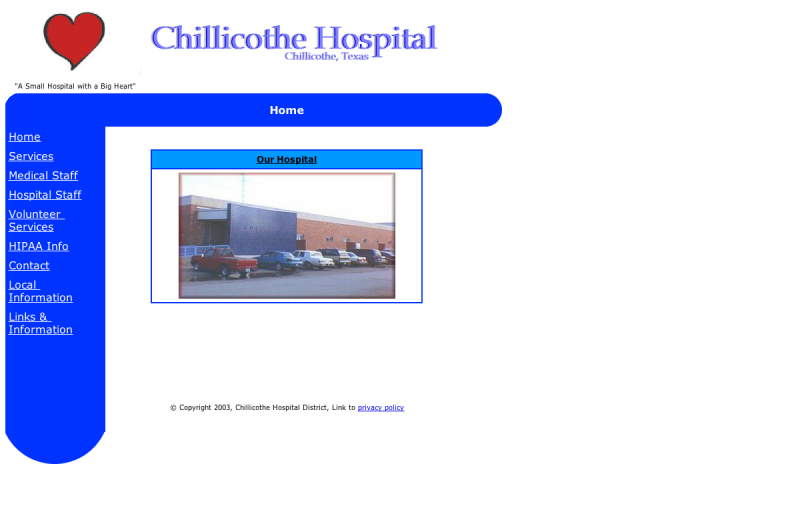 Chillicothe Hospital
Chillicothe, Texas
"A Small Hospital with a Big Heart"
Home
Home
Services
Medical Staff
Hospital Staff
Volunteer
Services
HIPAA Info
Contact
Local
Information
Links &
Information
Our Hospital
© Copyright 2003, Chillicothe Hospital District, Link to privacy policy